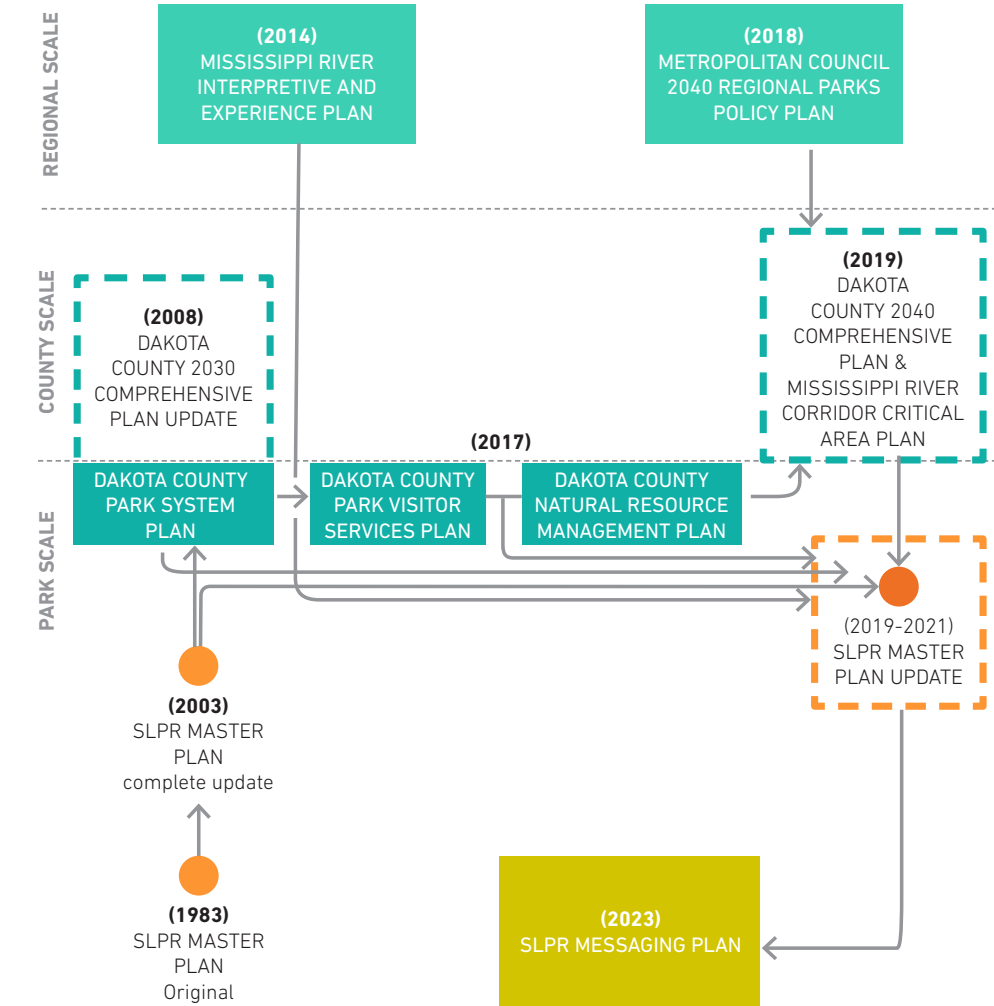 REGIONAL SCALE
(2014)
MISSISSIPPI RIVER
INTERPRETIVE AND
EXPERIENCE PLAN
(2018)
METROPOLITAN COUNCIL
2040 REGIONAL PARKS
POLICY PLAN
COUNTY SCALE
(2008)
DAKOTA
COUNTY 2030
COMPREHENSIVE
PLAN UPDATE
(2019)
DAKOTA
COUNTY 2040
COMPREHENSIVE
PLAN &
MISSISSIPPI RIVER
CORRIDOR CRITICAL
AREA PLAN
(2017)
PARK SCALE
DAKOTA COUNTY
PARK SYSTEM
PLAN
DAKOTA COUNTY
PARK VISITOR
SERVICES PLAN
DAKOTA COUNTY
NATURAL RESOURCE
MANAGEMENT PLAN
(2019-2021)
SLPR MASTER
PLAN UPDATE
(2003)
SLPR MASTER
PLAN
complete update
(1983)
SLPR MASTER
PLAN
Original
(2023)
SLPR MESSAGING PLAN